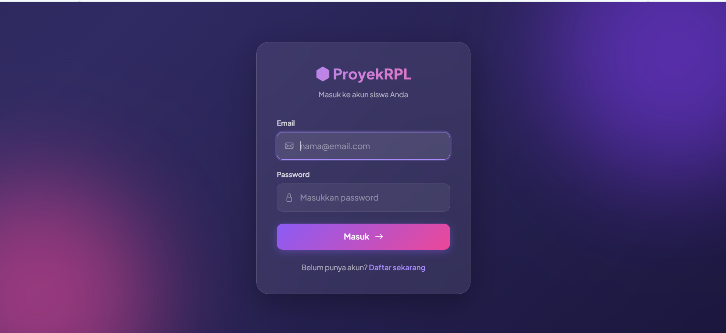 ProyekRPL
Masuk ke akun siswa Anda
Email
nama@email.com
Password
Masukkan password
Masuk →
Belum punya akun? Daftar sekarang